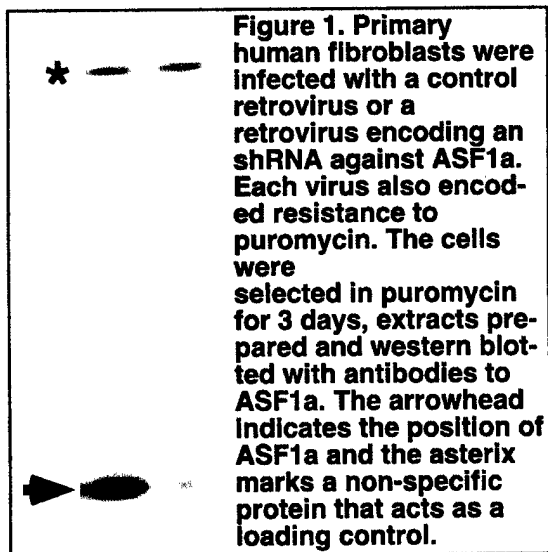 Figure 1. Primary
human fibroblasts were
infected with a control
retrovirus or a
retrovirus encoding an
shRNA against ASF1a.
Each virus also encod-
ed resistance to
puromycin. The cells
were
selected in puromycin
for 3 days, extracts pre-
pared and western blot-
ted with antibodies to
ASF1a. The arrowhead
indicates the position of
ASF1a and the asterix
marks a non-specific
protein that acts as a
loading control.
*